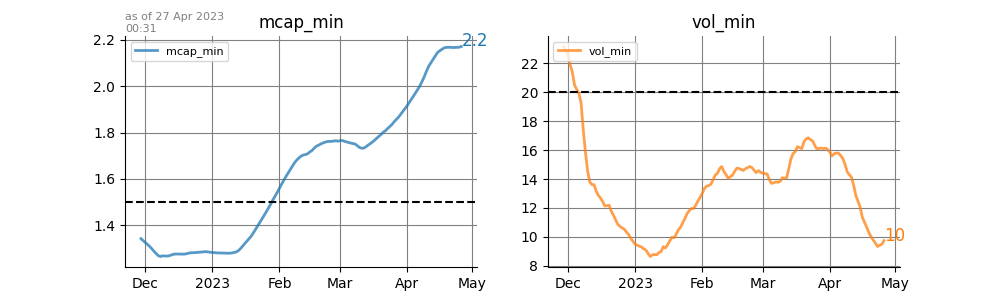 as of 27 Apr 2023
00:31
mcap_min
mcap_min
2.2
2.2
2.0
1.8
1.6
1.4
Dec
2023
Feb
Mar
Apr
May
vol_min
vol_min
22
20
18
16
14
12
10
8
10
Dec
2023
Feb
Mar
Apr
May